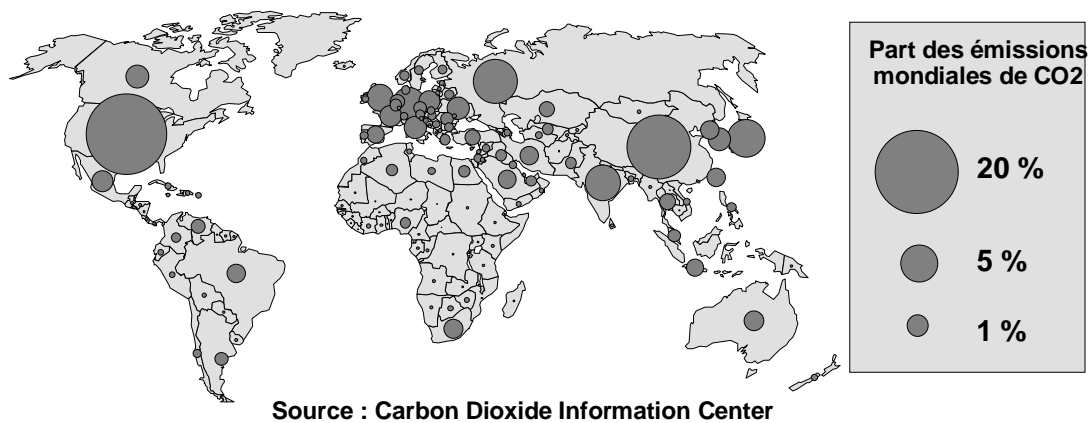 Part des émissions
mondiales de CO2
20 %
5 %
1 %
Source : Carbon Dioxide Information Center